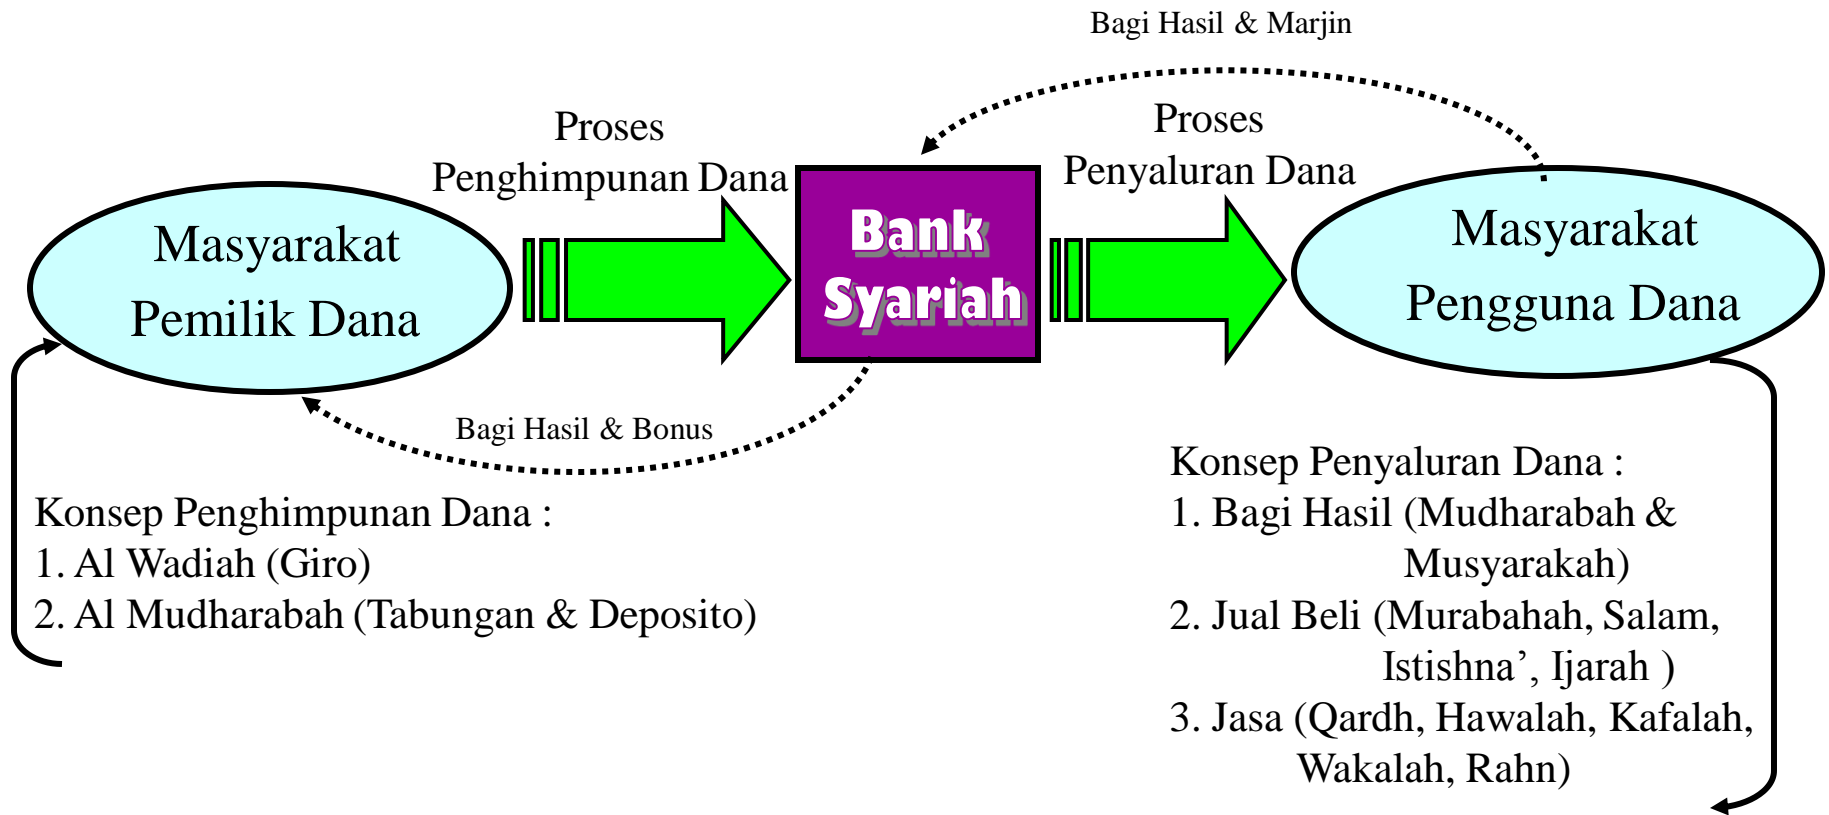 Bagi Hasil & Marjin
Proses
Penghimpunan Dana
Proses
Penyaluran Dana
Masyarakat
Pemilik Dana
Bank
Syariah
Masyarakat
Pengguna Dana
Bagi Hasil & Bonus
Konsep Penghimpunan Dana :
1. Al Wadiah (Giro)
2. Al Mudharabah (Tabungan & Deposito)
Konsep Penyaluran Dana :
1. Bagi Hasil (Mudharabah &
Musyarakah)
2. Jual Beli (Murabahah, Salam,
Istishna’, Ijarah )
3. Jasa (Qardh, Hawalah, Kafalah,
Wakalah, Rahn)